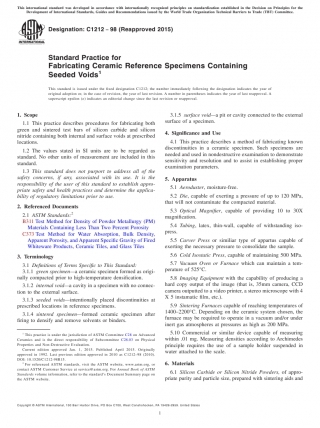 This international standard was developed in accordance with internationally recognized principles on standardization established in the Decision on Principles for the
Development of International Standards, Guides and Recommendations issued by the World Trade Organization Technical Barriers to Trade (TBT) Committee.
Designation: C1212 − 98 (Reapproved 2015)
Standard Practice for
Fabricating Ceramic Reference Specimens Containing
Seeded Voids1
This standard is issued under the fixed designation C1212; the number immediately following the designation indicates the year of
original adoption or, in the case of revision, the year of last revision. A number in parentheses indicates the year of last reapproval. A
superscript epsilon (ε) indicates an editorial change since the last revision or reapproval.
1. Scope
1.1 This practice describes procedures for fabricating both
green and sintered test bars of silicon carbide and silicon
nitride containing both internal and surface voids at prescribed
locations.
1.2 The values stated in SI units are to be regarded as
standard. No other units of measurement are included in this
standard.
1.3 This standard does not purport to address all of the
safety concerns, if any, associated with its use. It is the
responsibility of the user of this standard to establish appro-
priate safety and health practices and determine the applica-
bility of regulatory limitations prior to use.
2. Referenced Documents
2.1 ASTM Standards:2
B311 Test Method for Density of Powder Metallurgy (PM)
Materials Containing Less Than Two Percent Porosity
C373 Test Method for Water Absorption, Bulk Density,
Apparent Porosity, and Apparent Specific Gravity of Fired
Whiteware Products, Ceramic Tiles, and Glass Tiles
3. Terminology
3.1 Definitions of Terms Specific to This Standard:
3.1.1 green specimen—a ceramic specimen formed as origi-
nally compacted prior to high-temperature densification.
3.1.2 internal void—a cavity in a specimen with no connec-
tion to the external surface.
3.1.3 seeded voids—intentionally placed discontinuities at
prescribed locations in reference specimens.
3.1.4 sintered specimen—formed ceramic specimen after
firing to densify and remove solvents or binders.
1 This practice is under the jurisdiction of ASTM Committee C28 on Advanced
Ceramics and is the direct responsibility of Subcommittee C28.03 on Physical
Properties and Non-Destructive Evaluation.
Current edition approved Jan. 1, 2015. Published April 2015. Originally
approved in 1992. Last previous edition approved in 2010 as C1212–98 (2010).
DOI: 10.1520/C1212-98R15.
2 For referenced ASTM standards, visit the ASTM website, www.astm.org, or
contact ASTM Customer Service at service@astm.org. For Annual Book of ASTM
Standards volume information, refer to the standard's Document Summary page on
the ASTM website.
3.1.5 surface void—a pit or cavity connected to the external
surface of a specimen.
4. Significance and Use
4.1 This practice describes a method of fabricating known
discontinuities in a ceramic specimen. Such specimens are
needed and used in nondestructive examination to demonstrate
sensitivity and resolution and to assist in establishing proper
examination parameters.
5. Apparatus
5.1 Aerduster, moisture-free.
5.2 Die, capable of exerting a pressure of up to 120 MPa,
that will not contaminate the compacted material.
5.3 Optical Magnifier, capable of providing 10 to 30X
magnification.
5.4 Tubing, latex, thin-wall, capable of withstanding iso-
press.
5.5 Carver Press or similar type of apparatus capable of
exerting the necessary pressure to consolidate the sample.
5.6 Cold Isostatic Press, capable of maintaining 500 MPa.
5.7 Vacuum Oven or Furnace which can maintain a tem-
perature of 525°C.
5.8 Imaging Equipment with the capability of producing a
hard copy output of the image (that is, 35mm camera, CCD
camera outputted to a video printer, a stereo microscope with 4
X 5 instamatic film, etc.).
5.9 Sintering Furnaces capable of reaching temperatures of
1400–2200°C. Depending on the ceramic system chosen, the
furnace may be required to operate in a vacuum and/or under
inert gas atmospheres at pressures as high as 200 MPa.
5.10 Commercial or similar device capable of measuring
within .01 mg. Measuring densities according to Archimedes
principle requires the use of a sample holder suspended in
water attached to the scale.
6. Materials
6.1 Silicon Carbide or Silicon Nitride Powders, of appro-
priate purity and particle size, prepared with sintering aids and
Copyright © ASTM International, 100 Barr Harbor Drive, PO Box C700, West Conshohocken, PA 19428-2959. United States
1